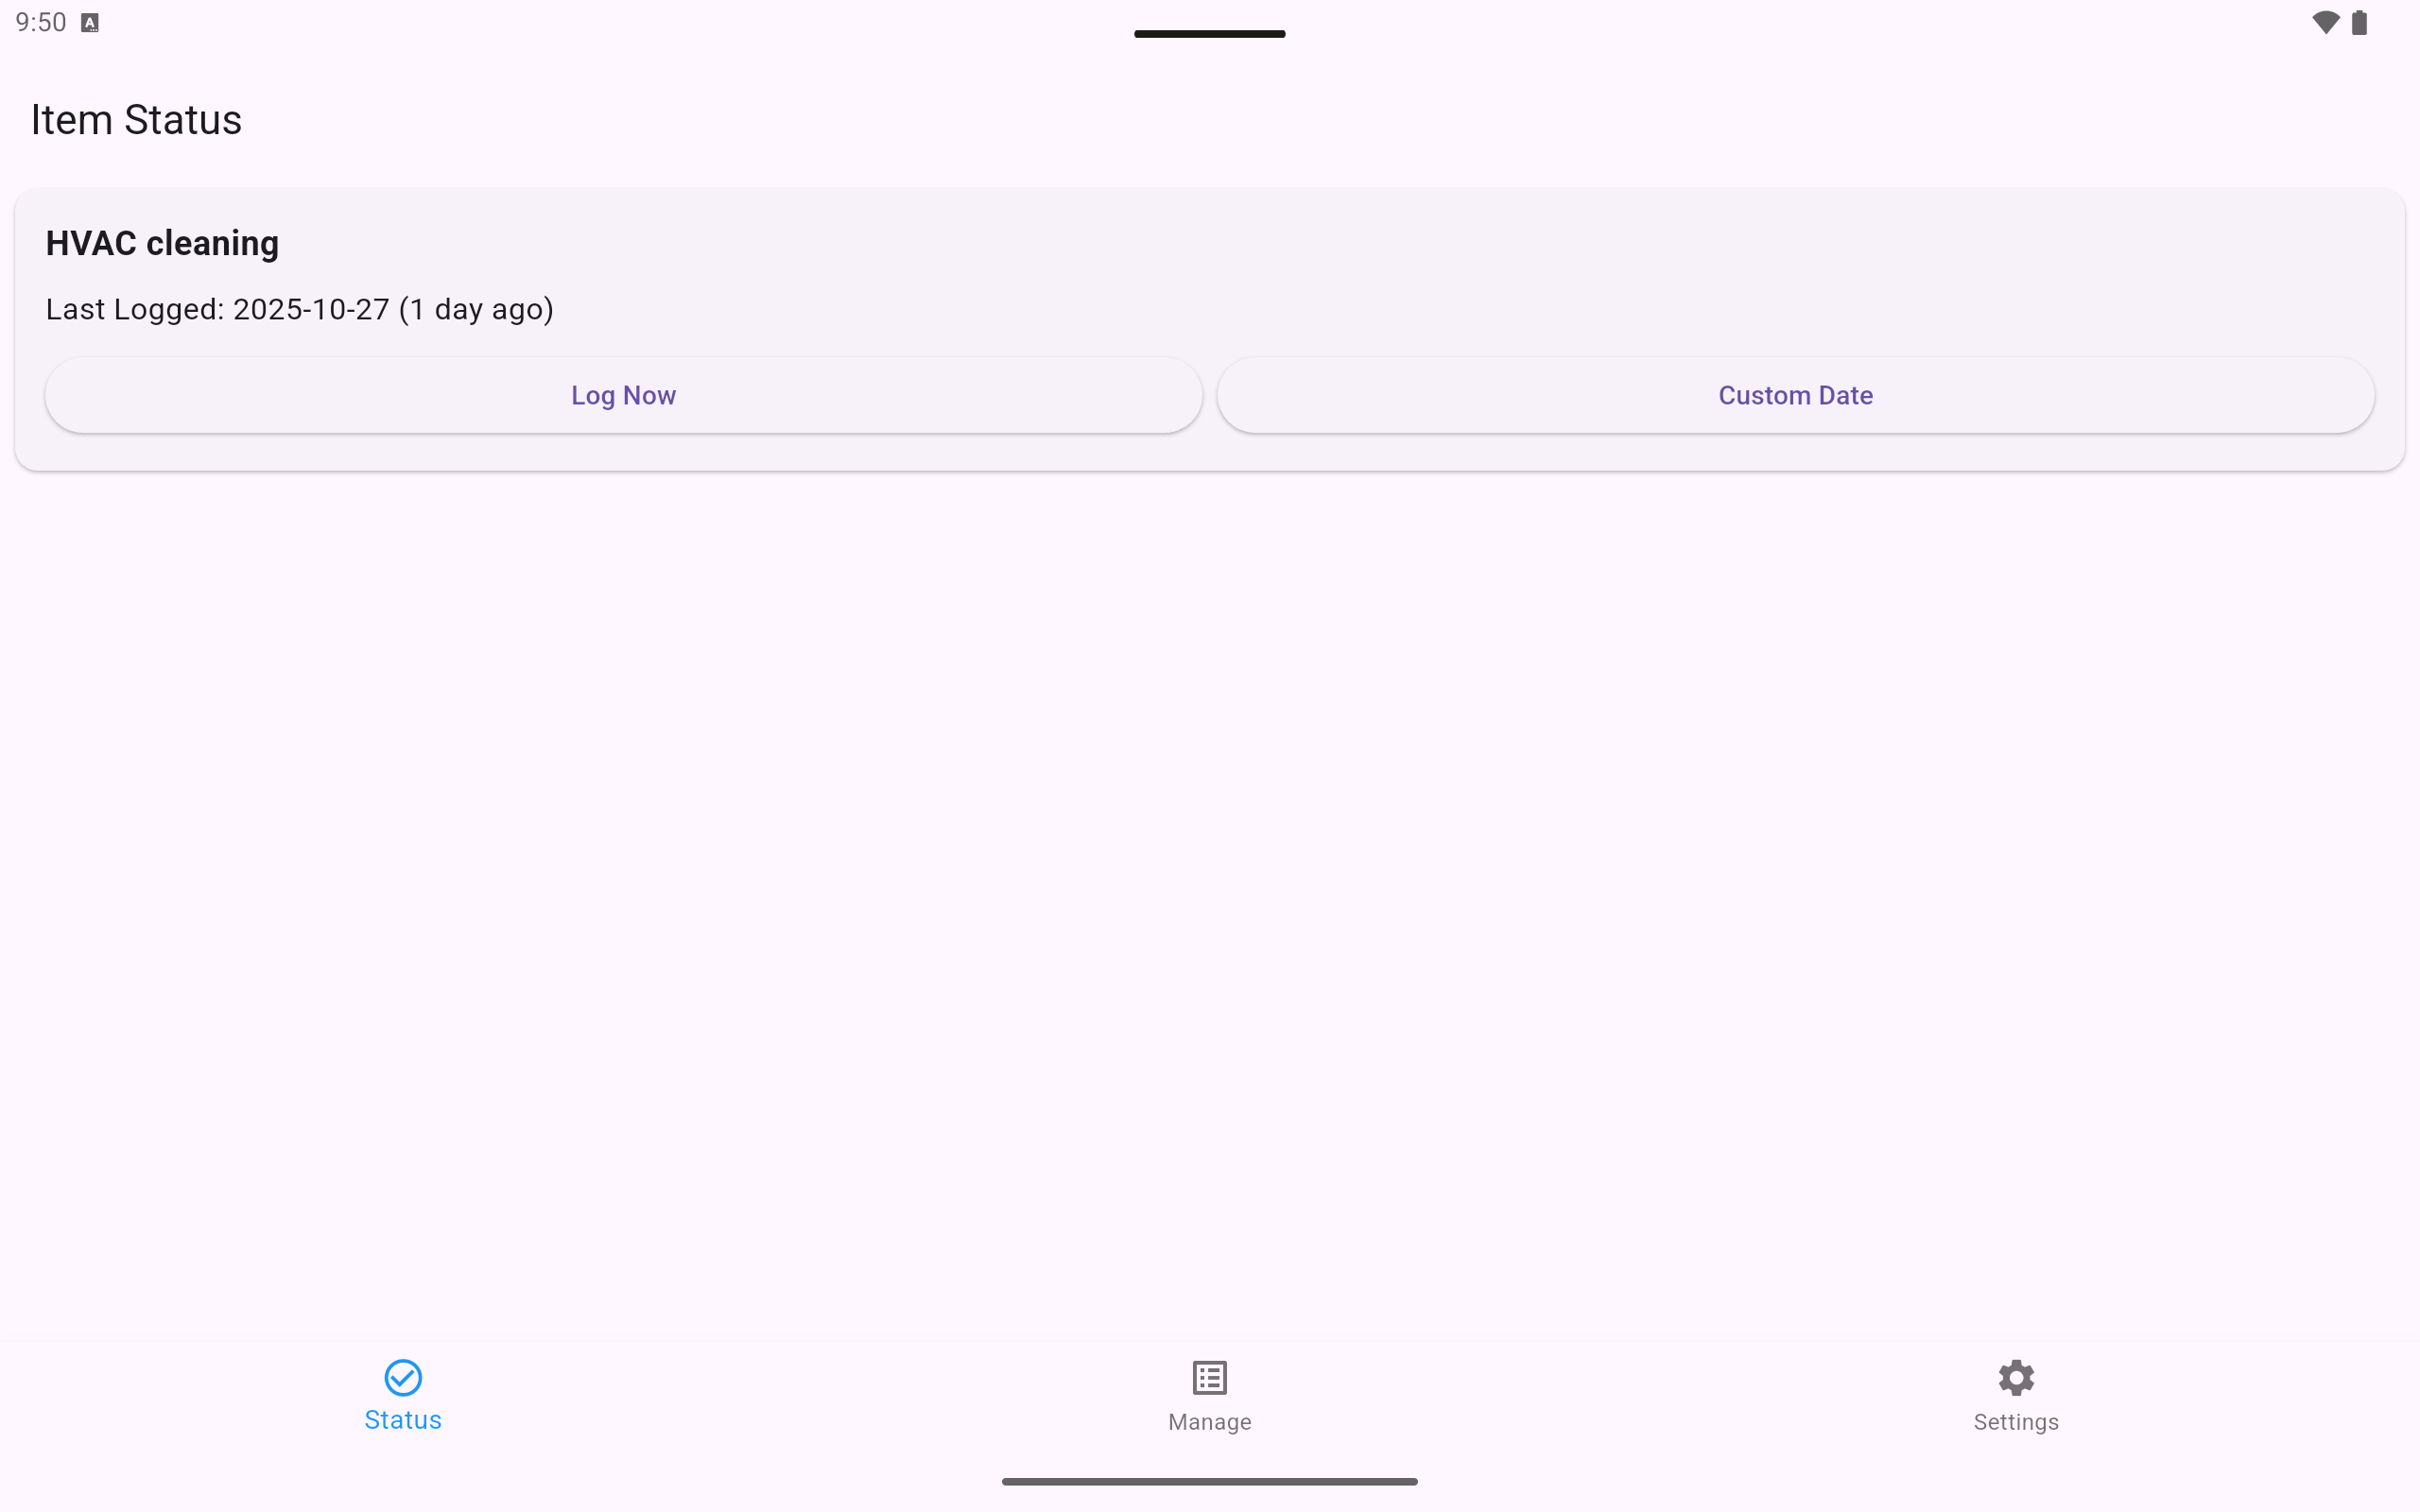 9:50
Item Status
HVAC cleaning
Last Logged: 2025-10-27 (1 day ago)
Log Now
Custom Date
Status
Manage
Settings